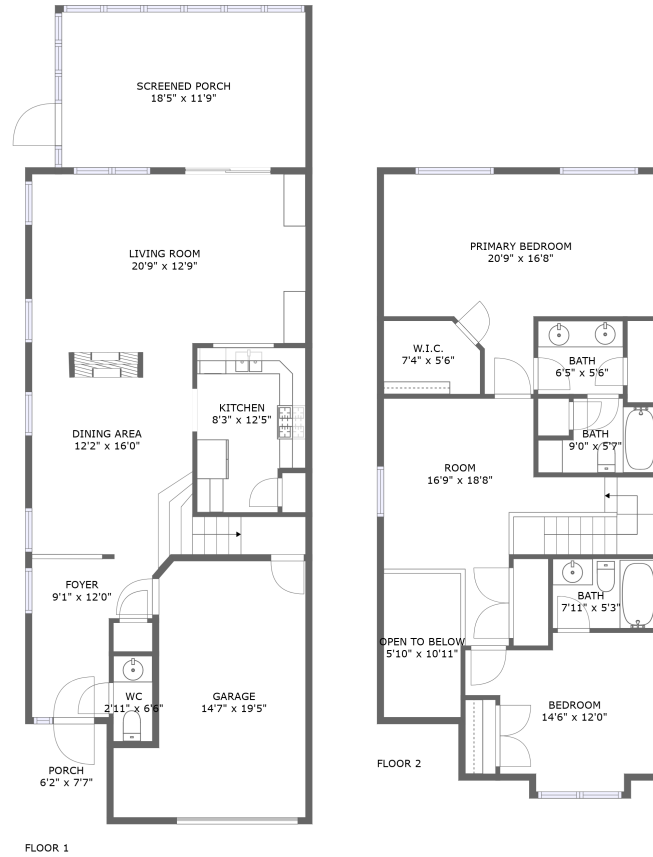 SCREENED PORCH
18'5" x 11'9"
LIVING ROOM
20'9" x 12'9"
KITCHEN
8'3" x 12'5"
DINING AREA
12'2" x 16'0"
FOYER
9'1" x 12'0"
WC
2'11" x 6'6"
GARAGE
14'7" x 19'5"
PORCH
6'2" x 7'7"
FLOOR 1
PRIMARY BEDROOM
20'9" x 16'8"
W.I.C.
7'4" x 5'6"
BATH
6'5" x 5'6"
BATH
9'0" x 5'7"
ROOM
16'9" x 18'8"
BATH
7'11" x 5'3"
OPEN TO BELOW
5'10" x 10'11"
BEDROOM
14'6" x 12'0"
FLOOR 2